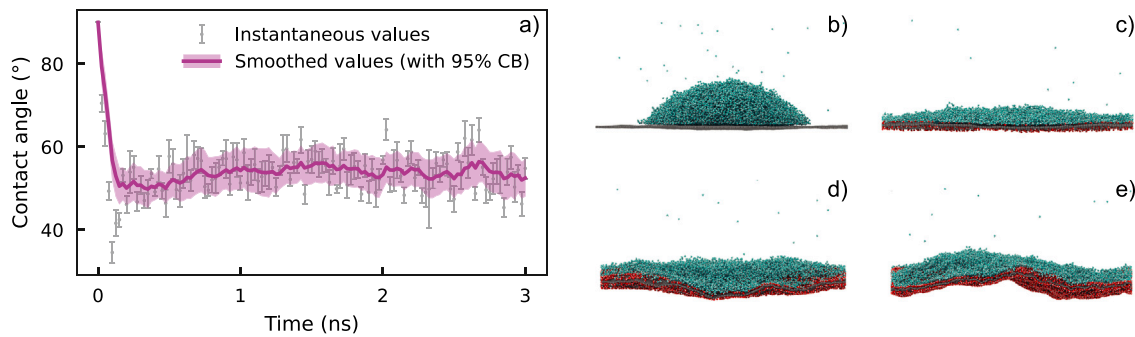 a)
Instantaneous values
Smoothed values (with 95% CB)
Contact angle (°)
80
60
40
0
1
2
3
Time (ns)
b)
c)
d)
e)